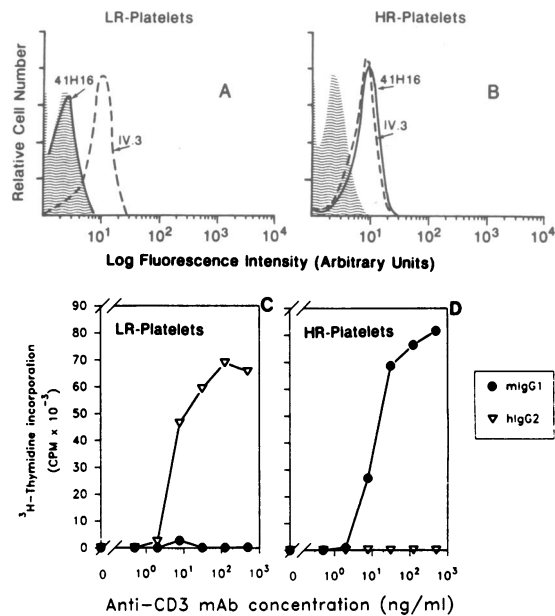 LR-Platelets
HR-Platelets
Relative Cell Number
41H16
A
IV.3
41H16
B
IV.3
10¹ 10² 10³ 10⁴
10¹ 10² 10³ 10⁴
Log Fluorescence Intensity (Arbitrary Units)
³H-Thymidine incorporation
(CPM x 10⁻³)
90
80
70
60
50
40
30
20
10
0
C
LR-Platelets
D
HR-Platelets
mIgG1
hIgG2
0 10⁰ 10¹ 10² 10³
0 10⁰ 10¹ 10² 10³
Anti-CD3 mAb concentration (ng/ml)